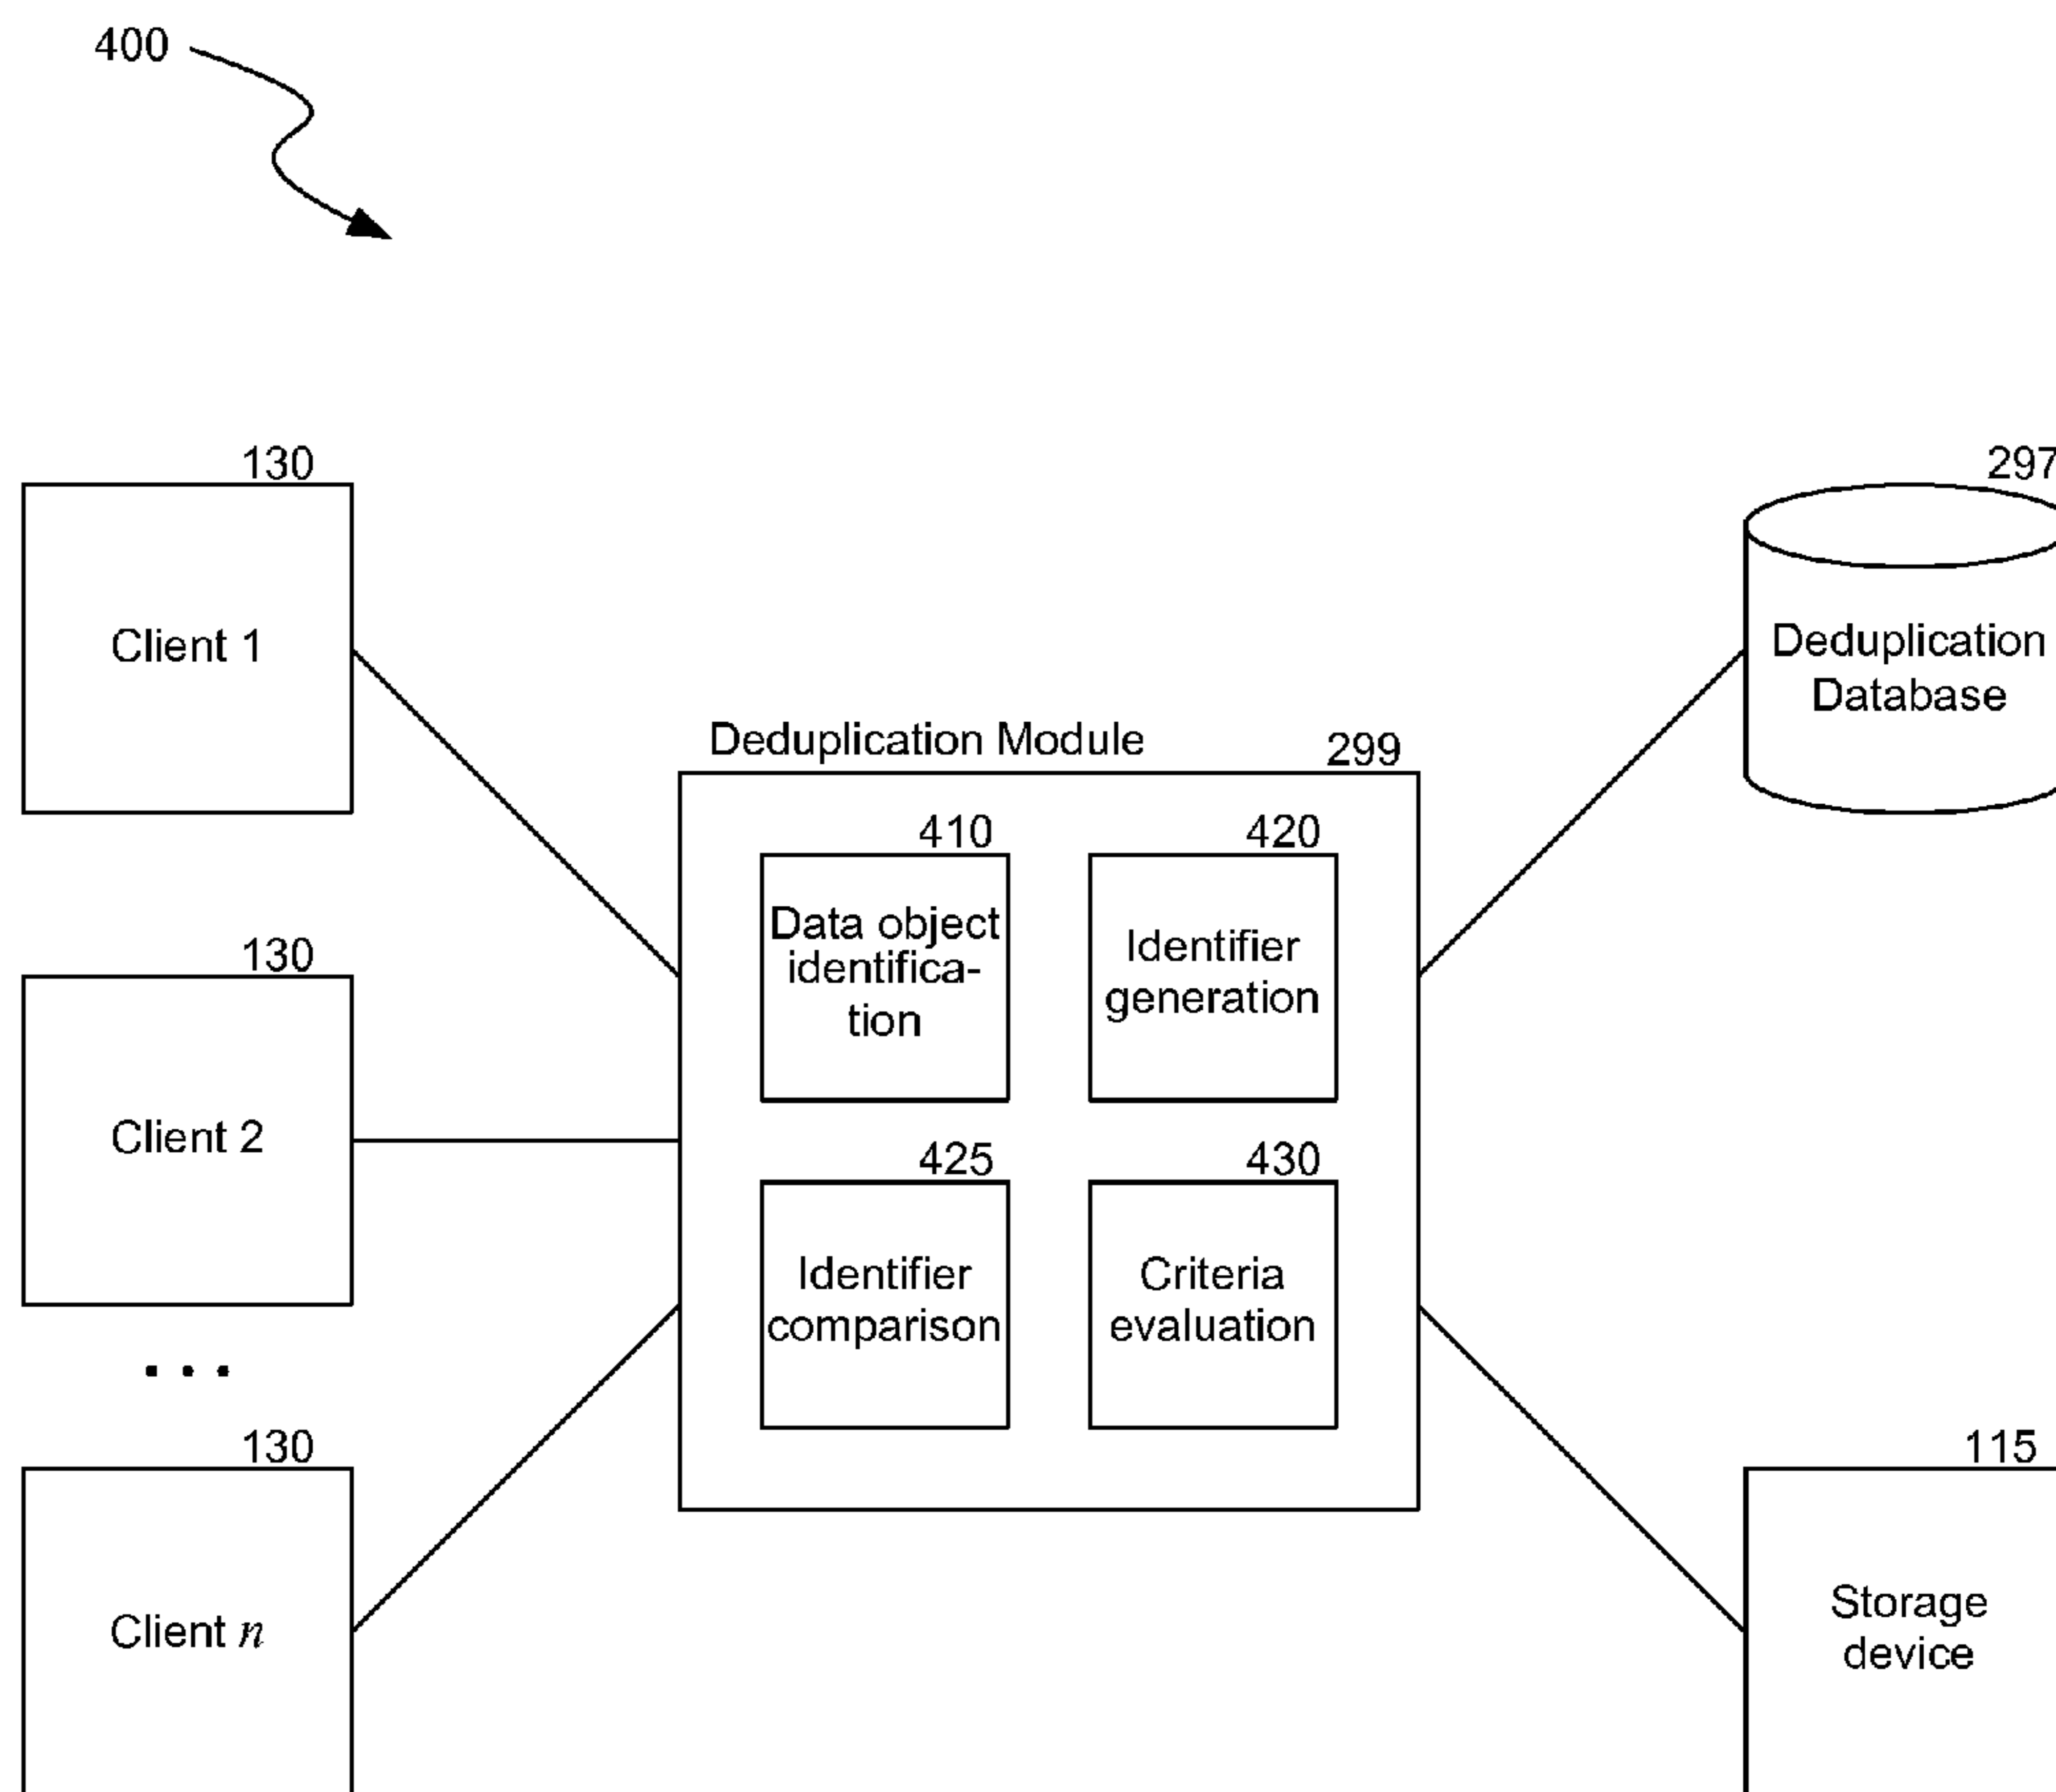 400
130
Client 1
130
Client 2
...
130
Client n
Deduplication Module
299
410
Data object
identifica-
tion
420
Identifier
generation
425
Identifier
comparison
430
Criteria
evaluation
297
Deduplication
Database
115
Storage
device